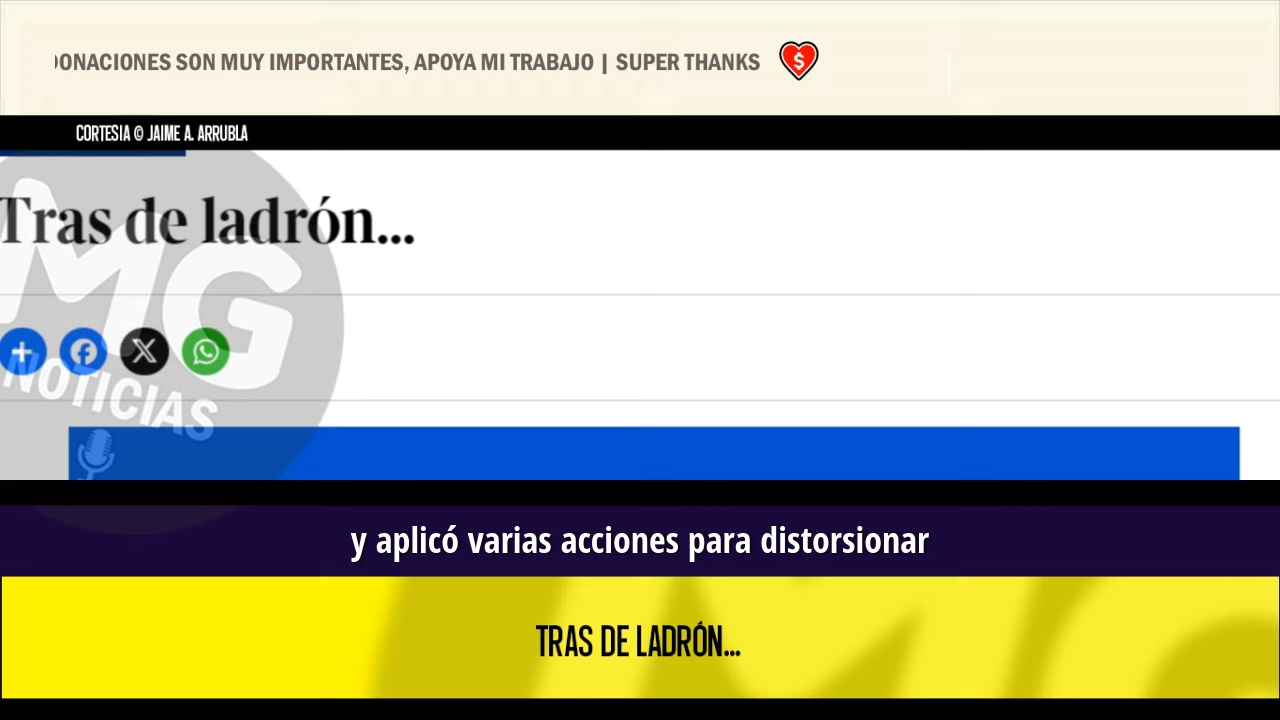 DONACIONES SON MUY IMPORTANTES, APOYA MI TRABAJO | SUPER THANKS $
CORTESIA © JAIME A. ARRUBLA
Tras de ladrón...
MG
NOTICIAS
y aplicó varias acciones para distorsionar
TRAS DE LADRÓN...